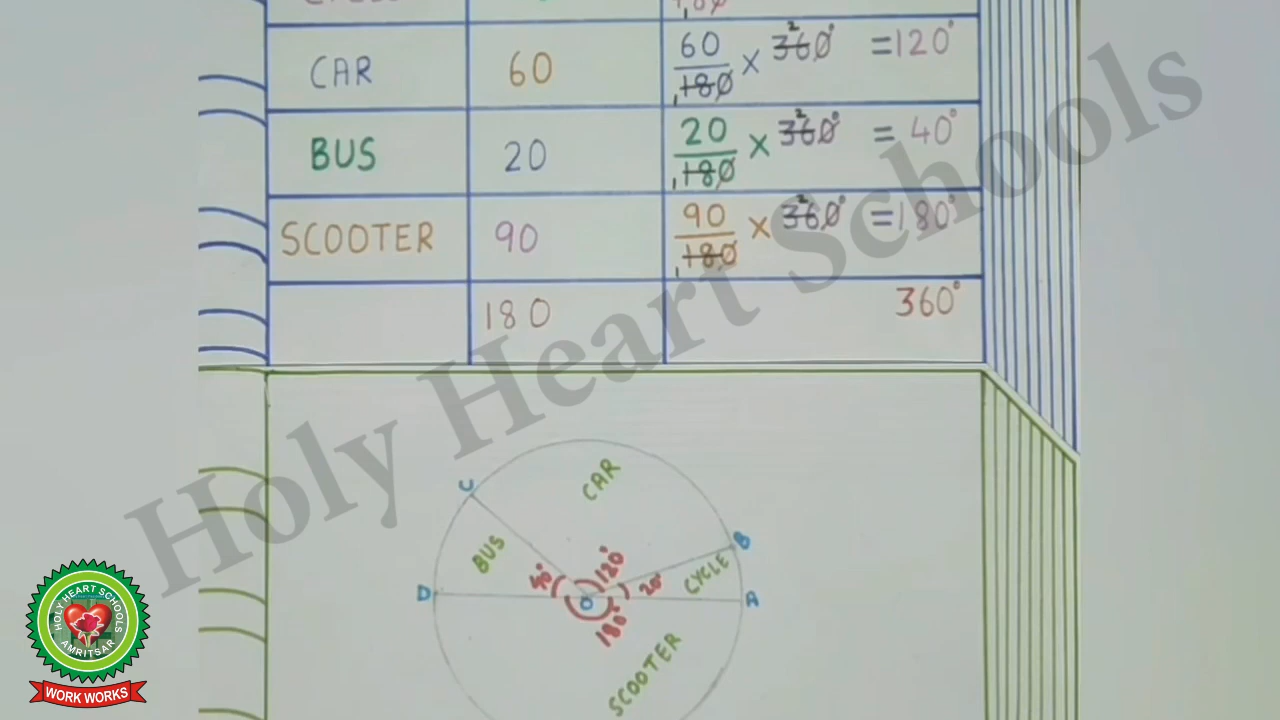 CAR 60 60/180 × 360° = 120°
BUS 20 20/180 × 360° = 40°
SCOOTER 90 90/180 × 360° = 180°
180 360°
CAR
C
BUS
B
120°
40°
20°
CYCLE
D
O
A
180°
SCOOTER
Holy Heart Schools
HOLY HEART SCHOOLS
AMRITSAR
WORK WORKS